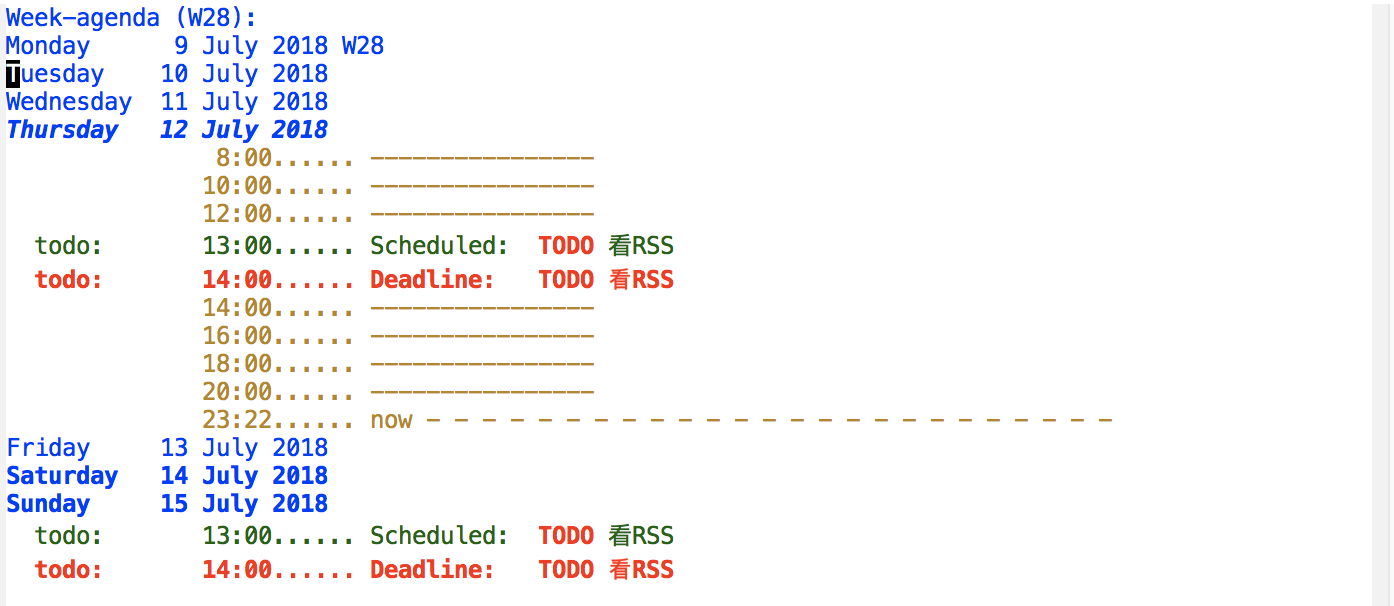 Week-agenda (W28):
Monday      9 July 2018 W28
Tuesday    10 July 2018
Wednesday  11 July 2018
Thursday   12 July 2018
               8:00...... ----------------
              10:00...... ----------------
              12:00...... ----------------
  todo:       13:00...... Scheduled:  TODO 看RSS
  todo:       14:00...... Deadline:   TODO 看RSS
              14:00...... ----------------
              16:00...... ----------------
              18:00...... ----------------
              20:00...... ----------------
              23:22...... now - - - - - - - - - - - - - - - - - - - - - - - - -
Friday     13 July 2018
Saturday   14 July 2018
Sunday     15 July 2018
  todo:       13:00...... Scheduled:  TODO 看RSS
  todo:       14:00...... Deadline:   TODO 看RSS